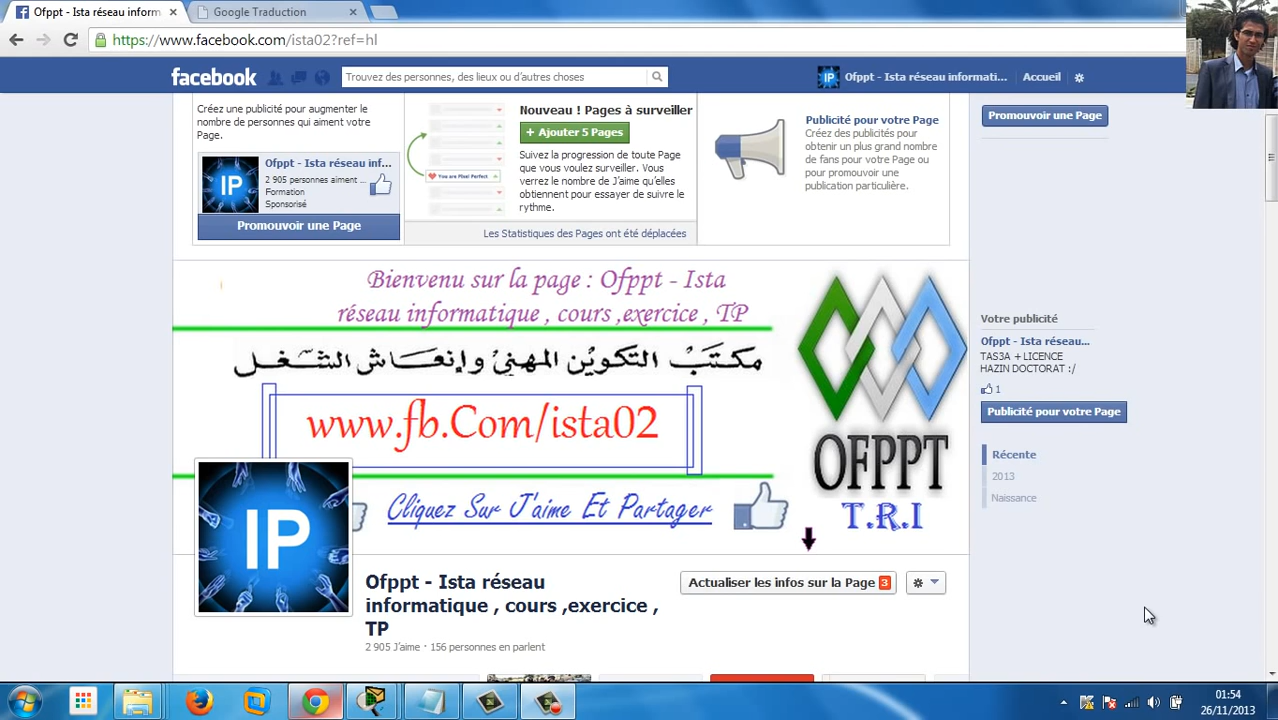 Ofppt - Ista réseau inform
Google Traduction
https://www.facebook.com/ista02?ref=hl
facebook
Trouvez des personnes, des lieux ou d'autres choses
IP
Ofppt - Ista réseau informati...
Accueil
Créez une publicité pour augmenter le
nombre de personnes qui aiment votre
Page.
IP
Ofppt - Ista réseau inf...
2 905 personnes aiment ...
Formation
Sponsorisé
Promouvoir une Page
You are Pixel Perfect
Nouveau ! Pages à surveiller
+ Ajouter 5 Pages
Suivez la progression de toute Page
que vous voulez surveiller. Vous
verrez le nombre de J'aime qu'elles
obtiennent pour essayer de suivre le
rythme.
Les Statistiques des Pages ont été déplacées
Publicité pour votre Page
Créez des publicités pour
obtenir un plus grand nombre
de fans pour votre Page ou
pour promouvoir une
publication particulière.
Promouvoir une Page
Bienvenu sur la page : Ofppt - Ista
réseau informatique , cours ,exercice , TP
مكتب التكوين المهني وإنعاش الشغل
www.fb.Com/ista02
Cliquez Sur J'aime Et Partager
OFPPT
T.R.I
IP
Votre publicité
Ofppt - Ista réseau...
TAS3A + LICENCE
HAZIN DOCTORAT :/
1
Publicité pour votre Page
Récente
2013
Naissance
Ofppt - Ista réseau
informatique , cours ,exercice ,
TP
2 905 J'aime · 156 personnes en parlent
Actualiser les infos sur la Page 3
01:54
26/11/2013